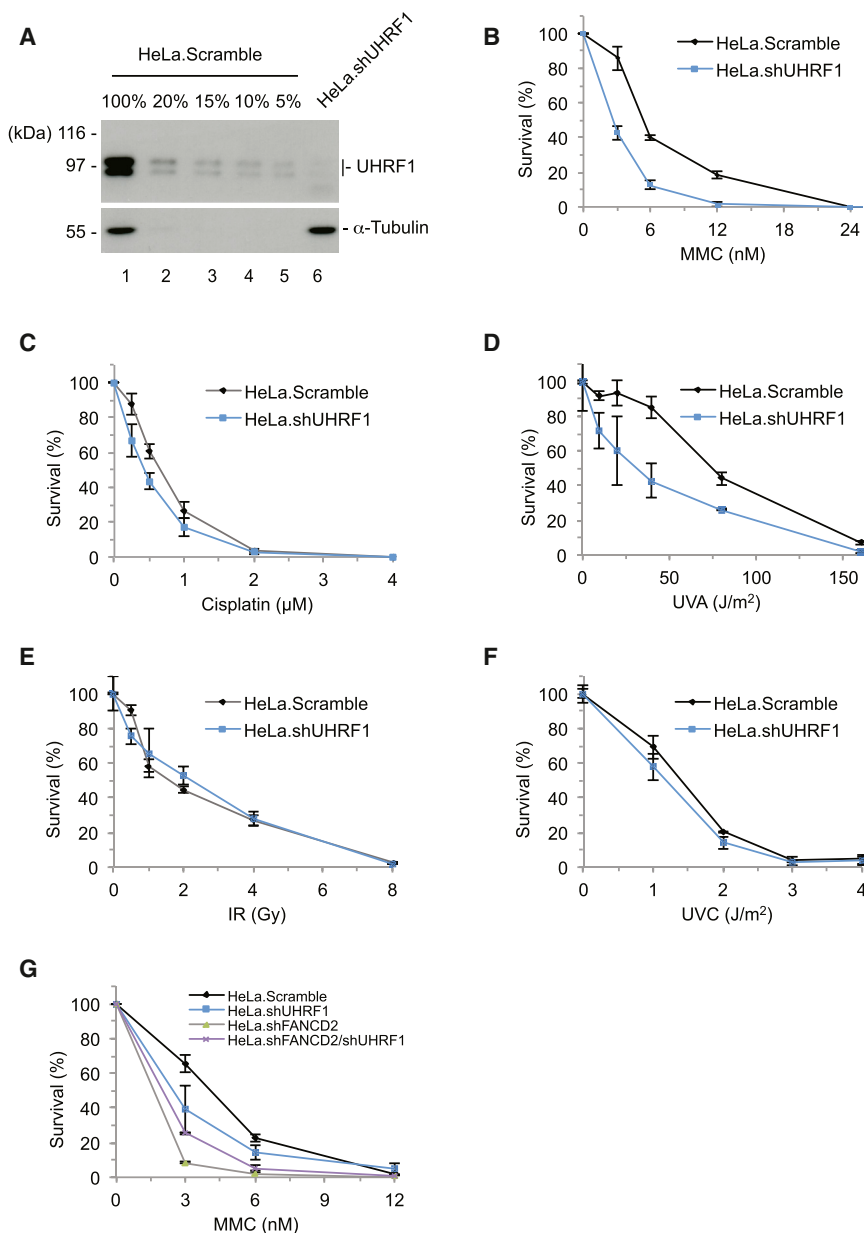 A
HeLa.Scramble
HeLa.shUHRF1
100% 20% 15% 10% 5%
(kDa) 116 -
97 -
|- UHRF1
55 -
- α-Tubulin
1 2 3 4 5 6
B
HeLa.Scramble
HeLa.shUHRF1
Survival (%)
100
80
60
40
20
0
0 6 12 18 24
MMC (nM)
C
HeLa.Scramble
HeLa.shUHRF1
Survival (%)
100
80
60
40
20
0
0 1 2 3 4
Cisplatin (μM)
D
HeLa.Scramble
HeLa.shUHRF1
Survival (%)
100
80
60
40
20
0
0 50 100 150
UVA (J/m²)
E
HeLa.Scramble
HeLa.shUHRF1
Survival (%)
100
80
60
40
20
0
0 2 4 6 8
IR (Gy)
F
HeLa.Scramble
HeLa.shUHRF1
Survival (%)
100
80
60
40
20
0
0 1 2 3 4
UVC (J/m²)
G
HeLa.Scramble
HeLa.shUHRF1
HeLa.shFANCD2
HeLa.shFANCD2/shUHRF1
Survival (%)
100
80
60
40
20
0
0 3 6 9 12
MMC (nM)